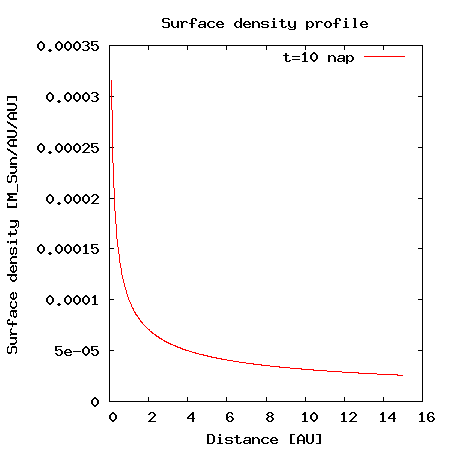 Surface density profile
t=10 nap
0.00035
0.0003
0.00025
0.0002
0.00015
0.0001
5e-05
0
Surface density [M_Sun/AU/AU]
0 2 4 6 8 10 12 14 16
Distance [AU]